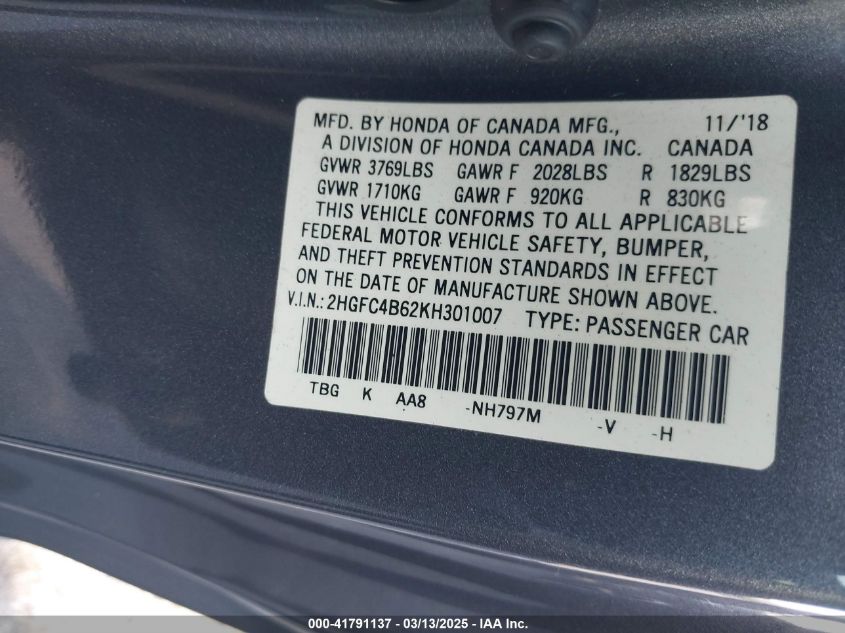 MFD. BY HONDA OF CANADA MFG., 11/'18
A DIVISION OF HONDA CANADA INC. CANADA
GVWR 3769LBS GAWR F 2028LBS R 1829LBS
GVWR 1710KG GAWR F 920KG R 830KG
THIS VEHICLE CONFORMS TO ALL APPLICABLE
FEDERAL MOTOR VEHICLE SAFETY, BUMPER,
AND THEFT PREVENTION STANDARDS IN EFFECT
ON THE DATE OF MANUFACTURE SHOWN ABOVE.
V.I.N.: 2HGFC4B62KH301007 TYPE: PASSENGER CAR
TBG K AA8 -NH797M -V -H
000-41791137 - 03/13/2025 - IAA Inc.